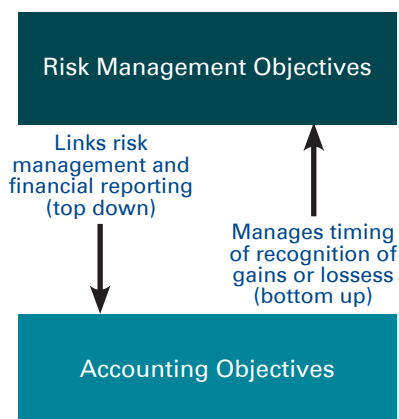 Risk Management Objectives
Links risk
management and
financial reporting
(top down)
Manages timing
of recognition of
gains or lossess
(bottom up)
Accounting Objectives